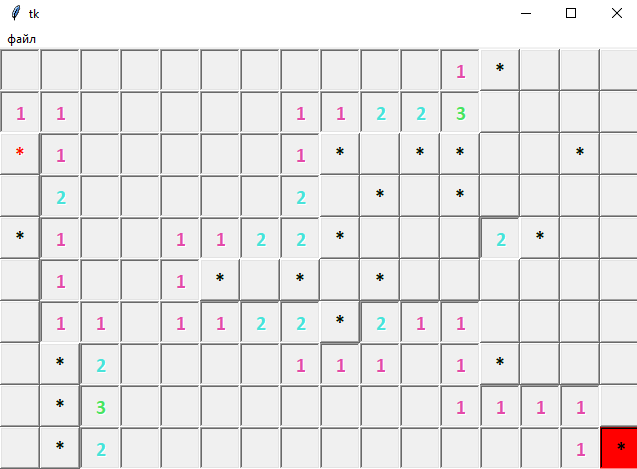 tk
файл
1 *
1 1 1 1 2 2 3
* 1 1 * * * *
2 2 * *
* 1 1 1 2 2 * 2 *
1 1 * * *
1 1 1 1 2 2 * 2 1 1
* 2 1 1 1 1 *
* 3 1 1 1 1
* 2 1 *